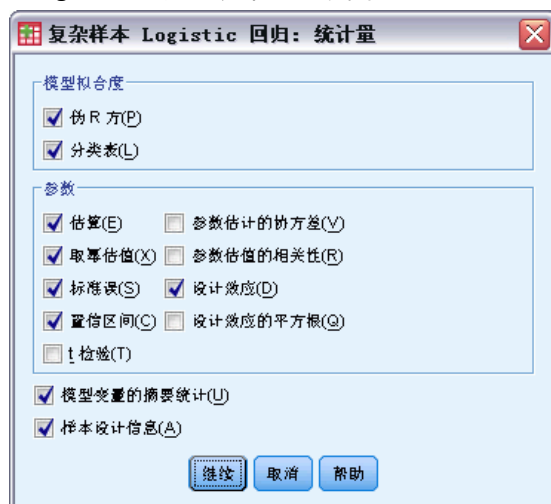 复杂样本 Logistic 回归：统计量
模型拟合度
伪 R 方(P)
分类表(L)
参数
估算(E) 参数估计的协方差(V)
取幂估值(X) 参数估值的相关性(R)
标准误(S) 设计效应(D)
置信区间(C) 设计效应的平方根(Q)
t 检验(T)
模型变量的摘要统计(U)
样本设计信息(A)
继续 取消 帮助